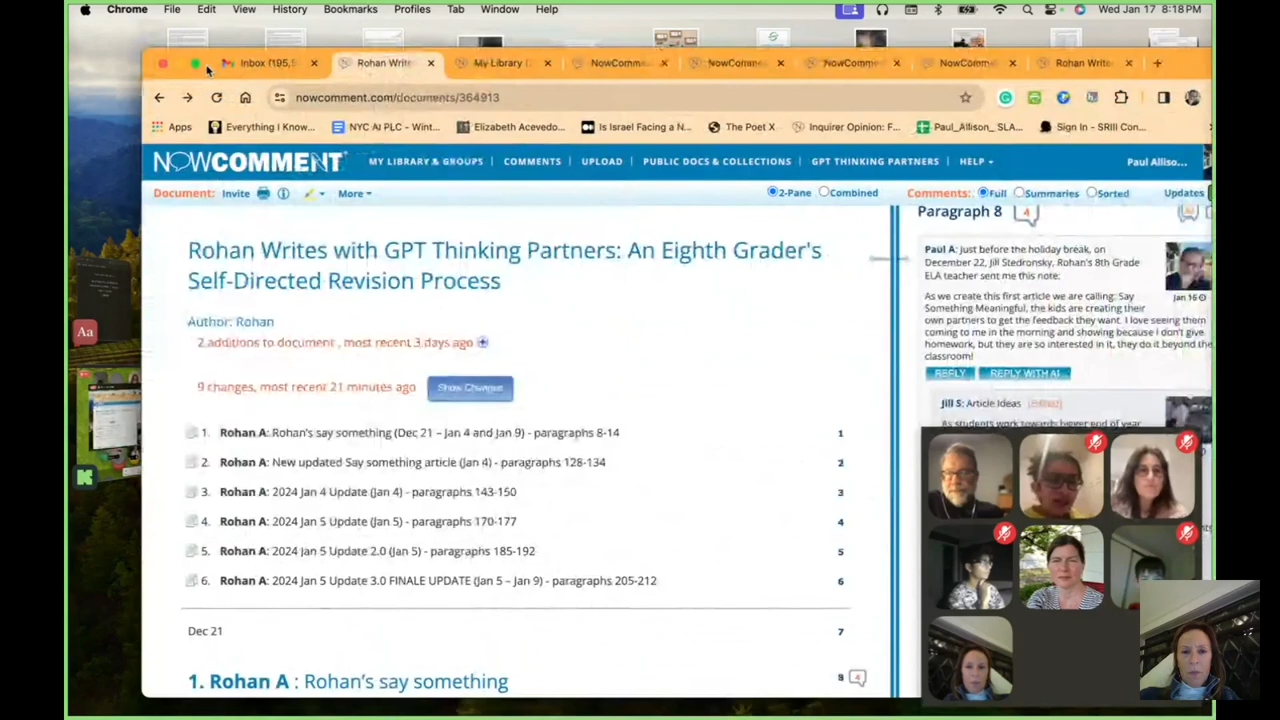 Chrome File Edit View History Bookmarks Profiles Tab Window Help Wed Jan 17 8:18 PM
Inbox (195,5 Rohan Write My Library ( NowComme NowComme NowComme NowComme Rohan Write
nowcomment.com/documents/364913
Apps Everything I Know... NYC AI PLC - Wint... Elizabeth Acevedo... Is Israel Facing a N... The Poet X Inquirer Opinion: F... Paul_Allison_ SLA... Sign In - SRIII Con...
NOWCOMMENT MY LIBRARY & GROUPS COMMENTS UPLOAD PUBLIC DOCS & COLLECTIONS GPT THINKING PARTNERS HELP Paul Alliso...
Document: Invite More 2-Pane Combined Comments: Full Summaries Sorted Updates
Rohan Writes with GPT Thinking Partners: An Eighth Grader's
Self-Directed Revision Process
Author: Rohan
2 additions to document , most recent 3 days ago
9 changes, most recent 21 minutes ago Show Changes
1. Rohan A: Rohan's say something (Dec 21 – Jan 4 and Jan 9) - paragraphs 8-14 1
2. Rohan A: New updated Say something article (Jan 4) - paragraphs 128-134 2
3. Rohan A: 2024 Jan 4 Update (Jan 4) - paragraphs 143-150 3
4. Rohan A: 2024 Jan 5 Update (Jan 5) - paragraphs 170-177 4
5. Rohan A: 2024 Jan 5 Update 2.0 (Jan 5) - paragraphs 185-192 5
6. Rohan A: 2024 Jan 5 Update 3.0 FINALE UPDATE (Jan 5 – Jan 9) - paragraphs 205-212 6
Dec 21 7
1. Rohan A : Rohan's say something 8 4
Paragraph 8 4
Paul A: Just before the holiday break, on
December 22, Jill Stedronsky, Rohan's 8th Grade
ELA teacher sent me this note:
Jan 16
As we create this first article we are calling: Say
Something Meaningful, the kids are creating their
own partners to get the feedback they want. I love seeing them
coming to me in the morning and showing because I don't give
homework, but they are so interested in it, they do it beyond the
classroom!
REPLY REPLY WITH AI
Jill S: Article Ideas (edited)
As students work towards bigger end of year
Aa
K